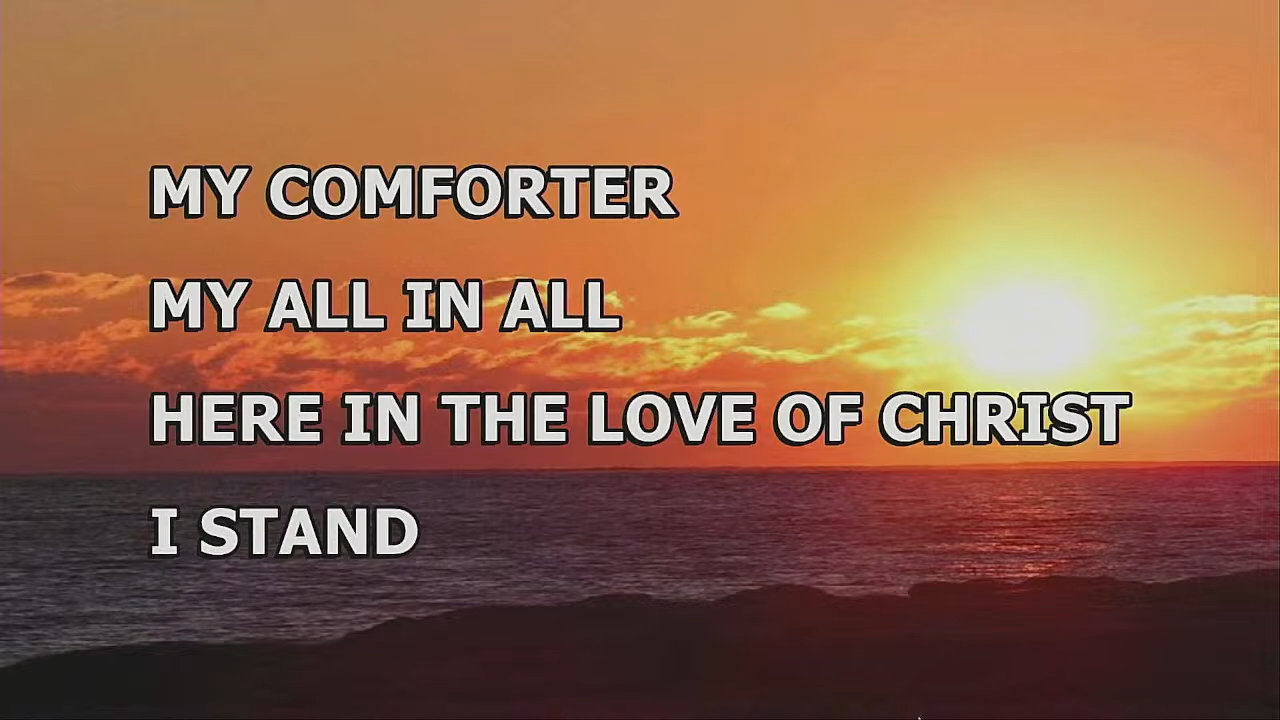 MY COMFORTER
MY ALL IN ALL
HERE IN THE LOVE OF CHRIST
I STAND